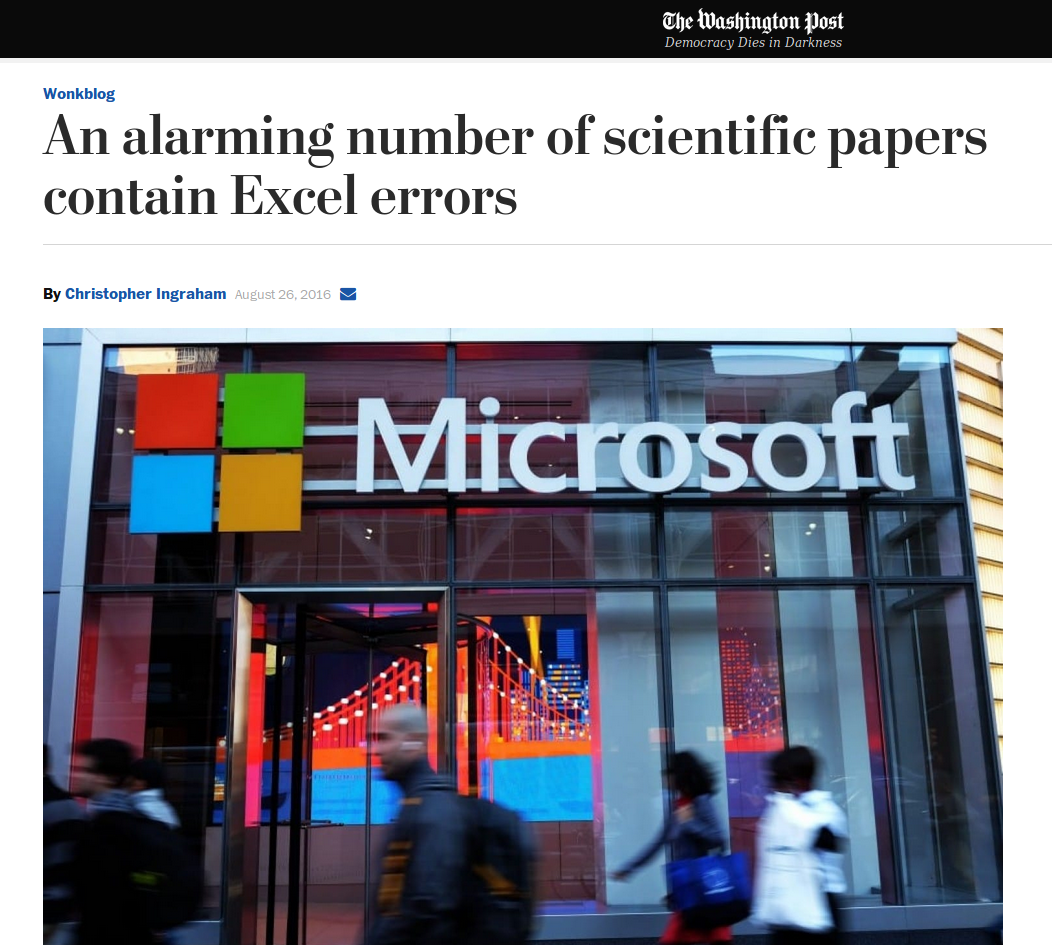 The Washington Post
Democracy Dies in Darkness
Wonkblog
An alarming number of scientific papers
contain Excel errors
By Christopher Ingraham August 26, 2016
Microsoft